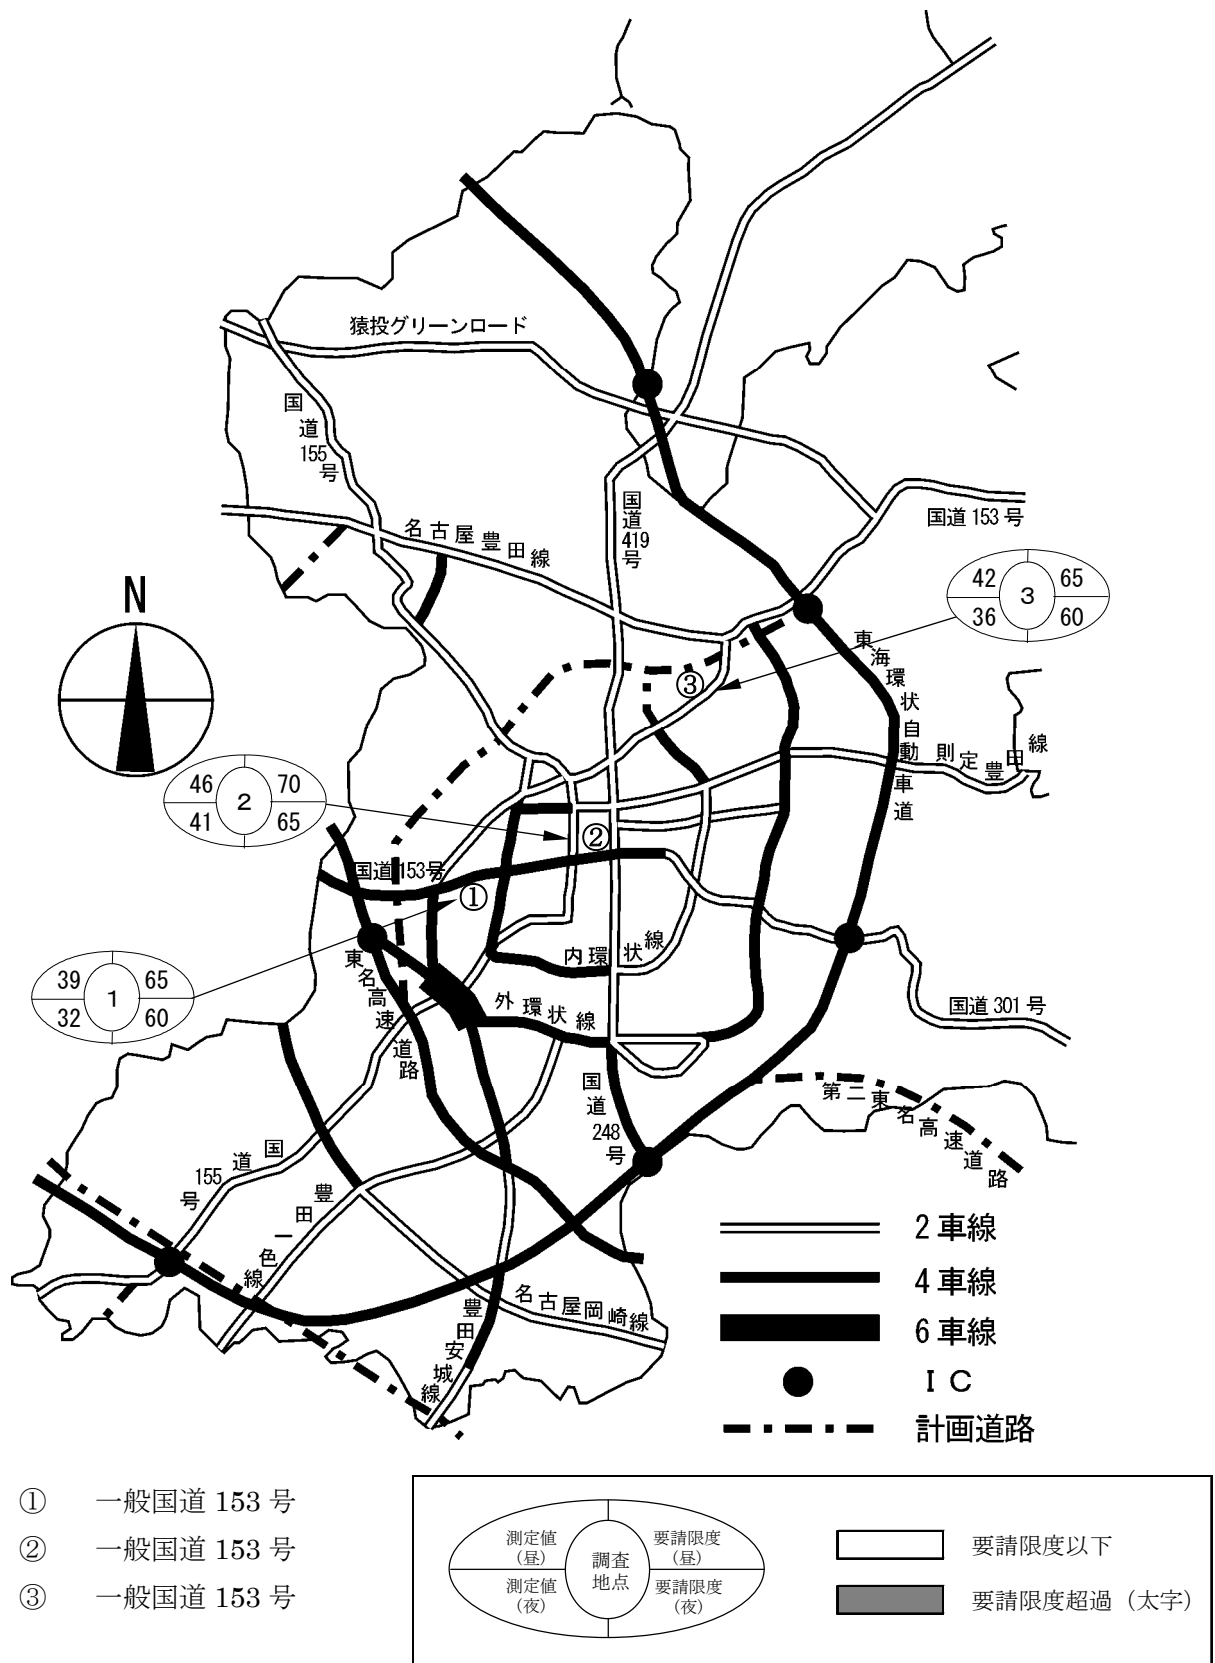 猿投グリーンロード
国道155号
国道419号
名古屋豊田線
国道153号
42 65
3
36 60
N
東海環状自動車道
③
則定豊田線
46 70
2
41 65
②
国道153号
①
内環状線
39 65
1
32 60
東名高速道路
外環状線
国道301号
国道248号
第二東名高速道路
国道155号
豊田一色線
名古屋岡崎線
豊田安城線
2車線
4車線
6車線
ＩＣ
計画道路
① 一般国道 153 号
② 一般国道 153 号
③ 一般国道 153 号
測定値（昼）
要請限度（昼）
調査地点
測定値（夜）
要請限度（夜）
要請限度以下
要請限度超過（太字）